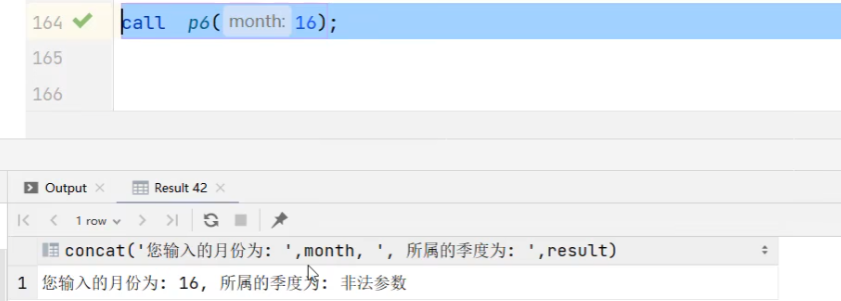 164 call p6( month: 16);
165
166
Output Result 42
1 row
concat('您输入的月份为: ',month, ', 所属的季度为: ',result)
1 您输入的月份为: 16, 所属的季度为: 非法参数